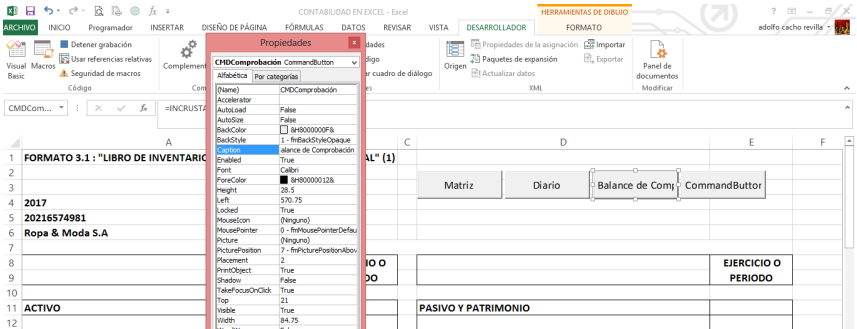 CONTABILIDAD EN EXCEL - Excel
HERRAMIENTAS DE DIBUJO
ARCHIVO INICIO Programador INSERTAR DISEÑO DE PÁGINA FÓRMULAS DATOS REVISAR VISTA DESARROLLADOR FORMATO adolfo cacho revilla
Visual Basic
Macros
Detener grabación
Usar referencias relativas
Seguridad de macros
Código
Complement
ar cuadro de diálogo
Origen
Propiedades de la asignación
Paquetes de expansión
Actualizar datos
Importar
Exportar
XML
Panel de documentos
Modificar
Propiedades
CMDComprobación CommandButton
Alfabética Por categorías
(Name) CMDComprobación
Accelerator
AutoLoad False
AutoSize False
BackColor &H8000000F&
BackStyle 1 - fmBackStyleOpaque
Caption alance de Comprobación
Enabled True
Font Calibri
ForeColor &H80000012&
Height 28.5
Left 570.75
Locked True
MouseIcon (Ninguno)
MousePointer 0 - fmMousePointerDefau
Picture (Ninguno)
PicturePosition 7 - fmPicturePositionAbov
Placement 2
PrintObject True
Shadow False
TakeFocusOnClick True
Top 21
Visible True
Width 84.75
CMDCom...
fx =INCRUSTA
A C D E F
1 FORMATO 3.1 : "LIBRO DE INVENTARIO AL" (1)
2
3
Matriz Diario Balance de Comp CommandButtor
4 2017
5 20216574981
6 Ropa & Moda S.A
7
8 IO O EJERCICIO O
9 DO PERIODO
10
11 ACTIVO PASIVO Y PATRIMONIO
12